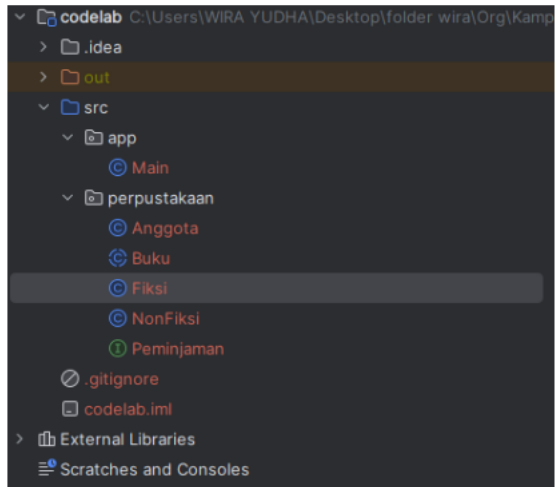 codelab C:\Users\WIRA YUDHA\Desktop\folder wira\Org\Kamp
.idea
out
src
app
Main
perpustakaan
Anggota
Buku
Fiksi
NonFiksi
Peminjaman
.gitignore
codelab.iml
External Libraries
Scratches and Consoles